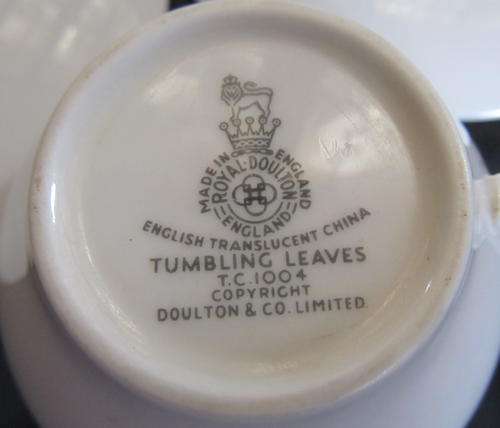 MADE IN ENGLAND
ROYAL·DOULTON
ENGLAND
ENGLISH TRANSLUCENT CHINA
TUMBLING LEAVES
T.C.1004
COPYRIGHT
DOULTON & CO. LIMITED